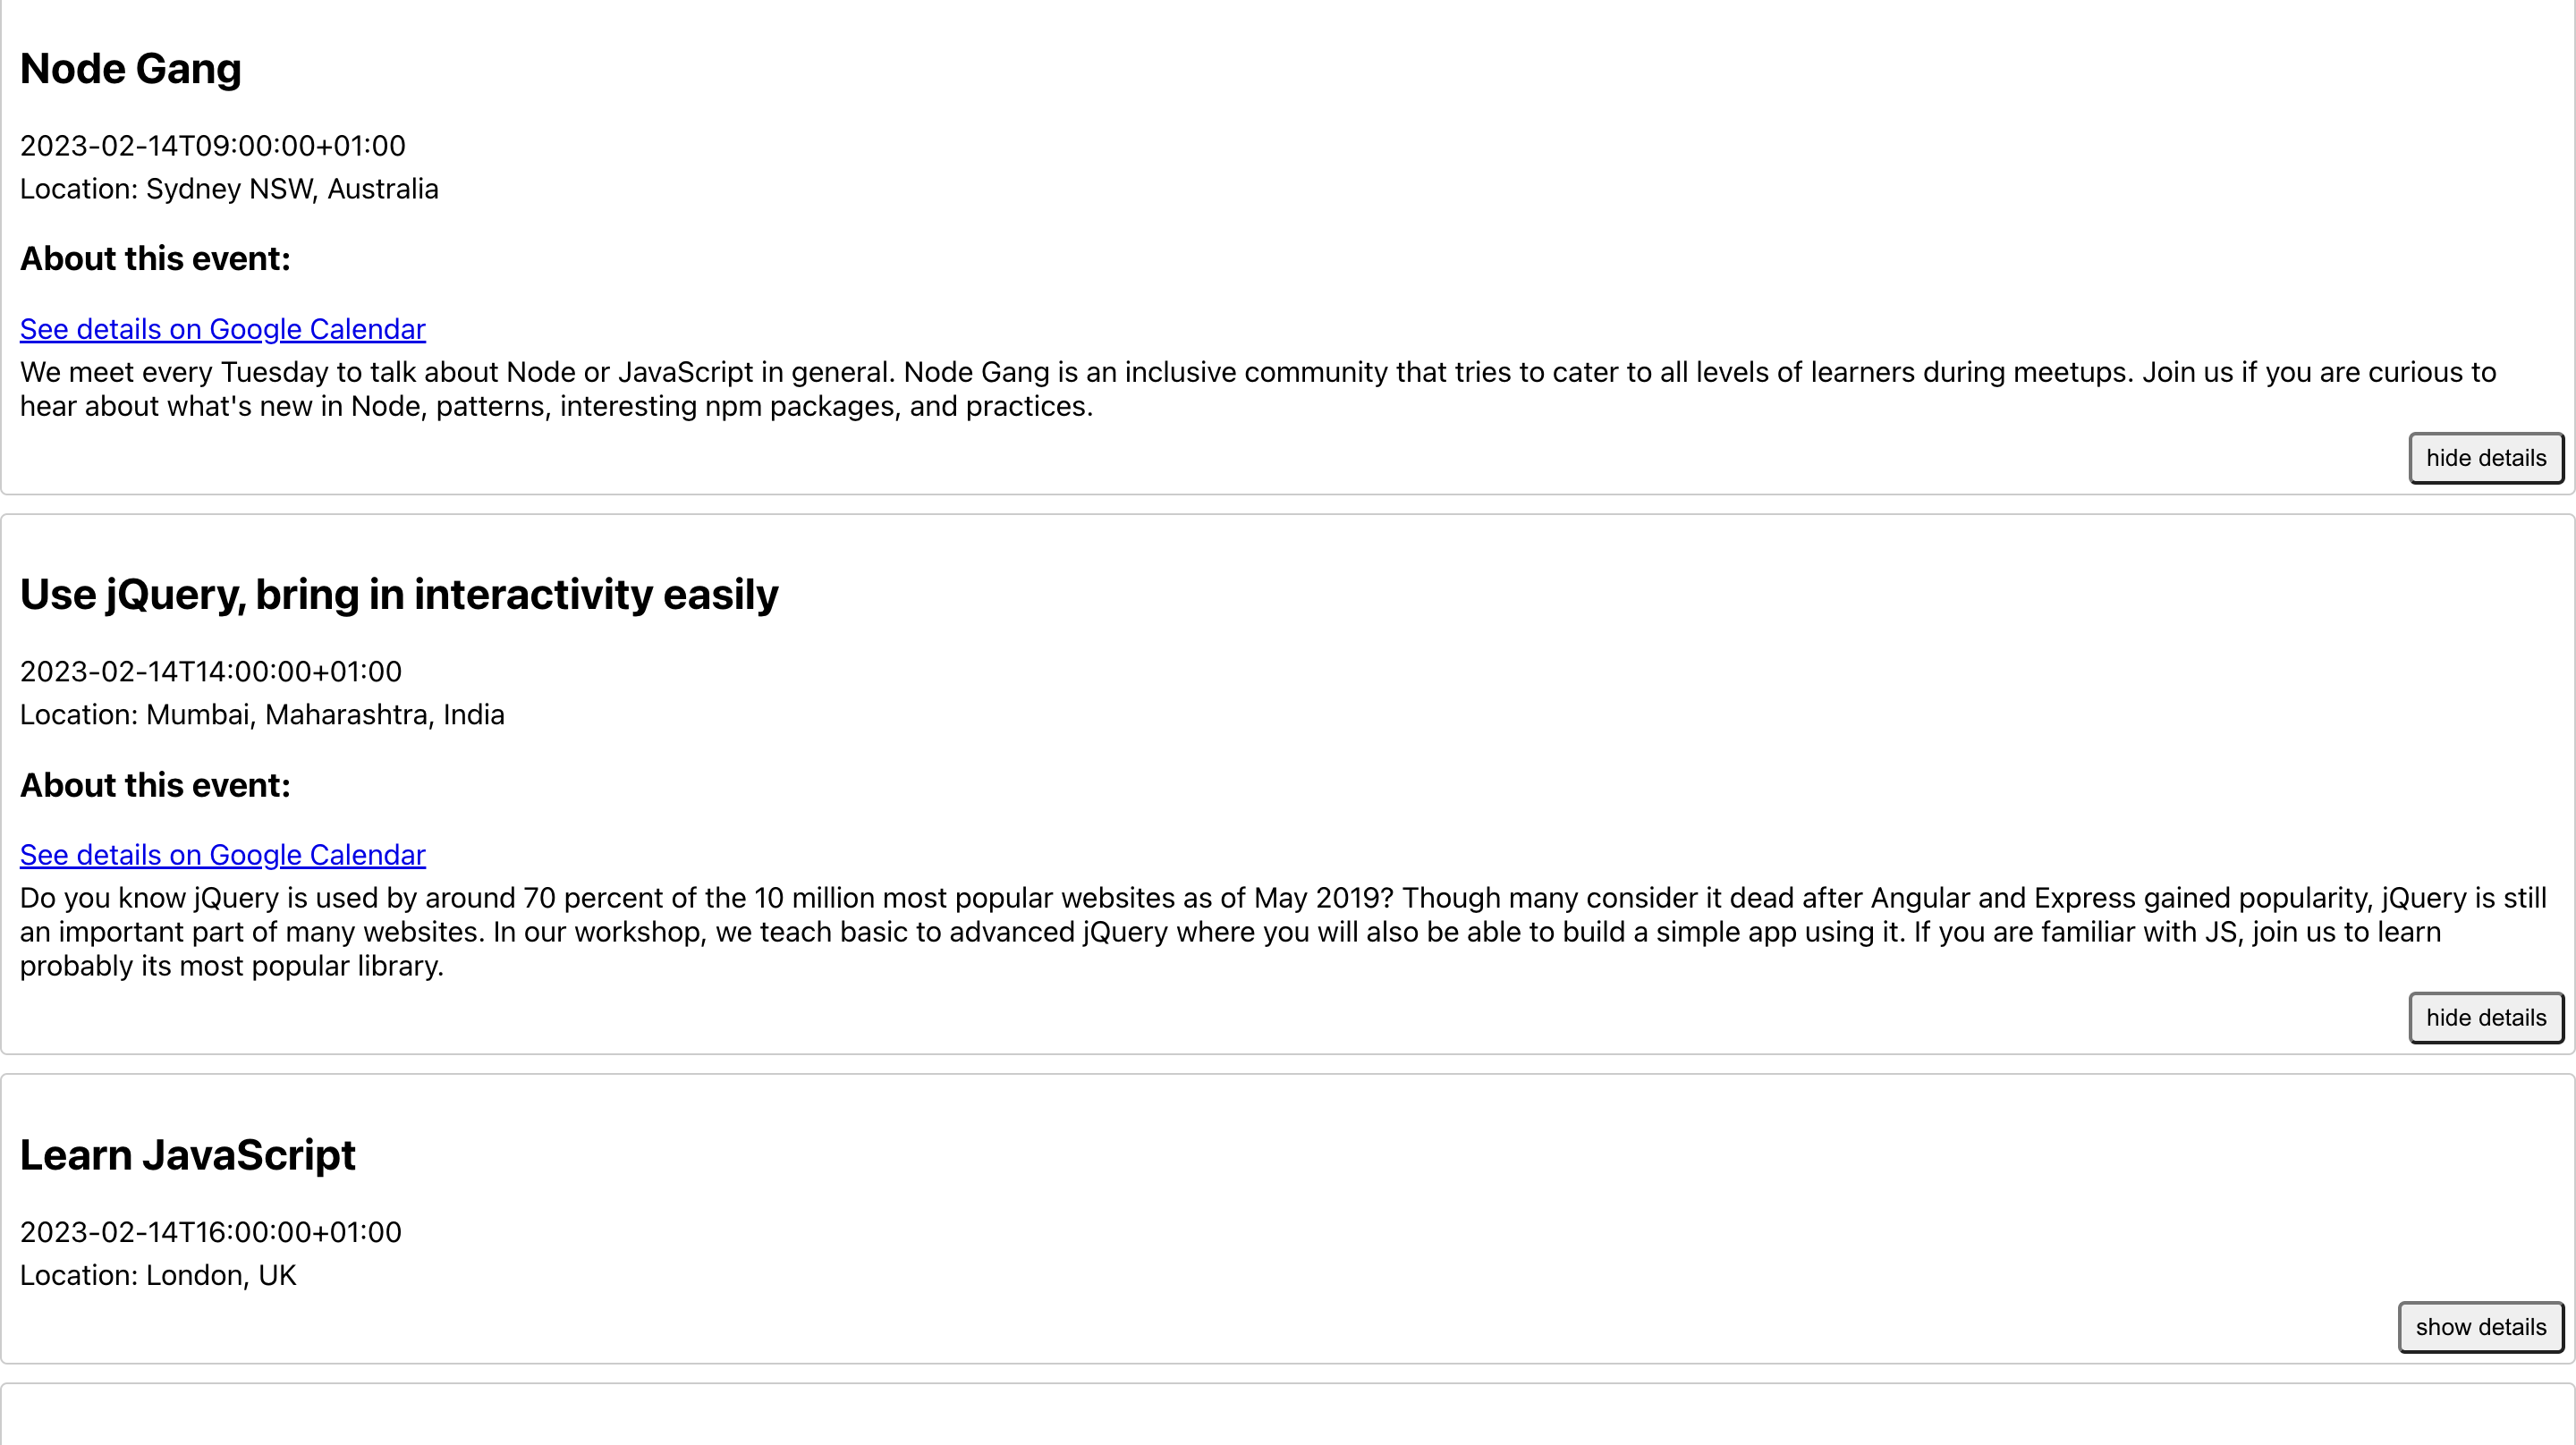 Node Gang
2023-02-14T09:00:00+01:00
Location: Sydney NSW, Australia
About this event:
See details on Google Calendar
We meet every Tuesday to talk about Node or JavaScript in general. Node Gang is an inclusive community that tries to cater to all levels of learners during meetups. Join us if you are curious to
hear about what's new in Node, patterns, interesting npm packages, and practices.
hide details
Use jQuery, bring in interactivity easily
2023-02-14T14:00:00+01:00
Location: Mumbai, Maharashtra, India
About this event:
See details on Google Calendar
Do you know jQuery is used by around 70 percent of the 10 million most popular websites as of May 2019? Though many consider it dead after Angular and Express gained popularity, jQuery is still
an important part of many websites. In our workshop, we teach basic to advanced jQuery where you will also be able to build a simple app using it. If you are familiar with JS, join us to learn
probably its most popular library.
hide details
Learn JavaScript
2023-02-14T16:00:00+01:00
Location: London, UK
show details